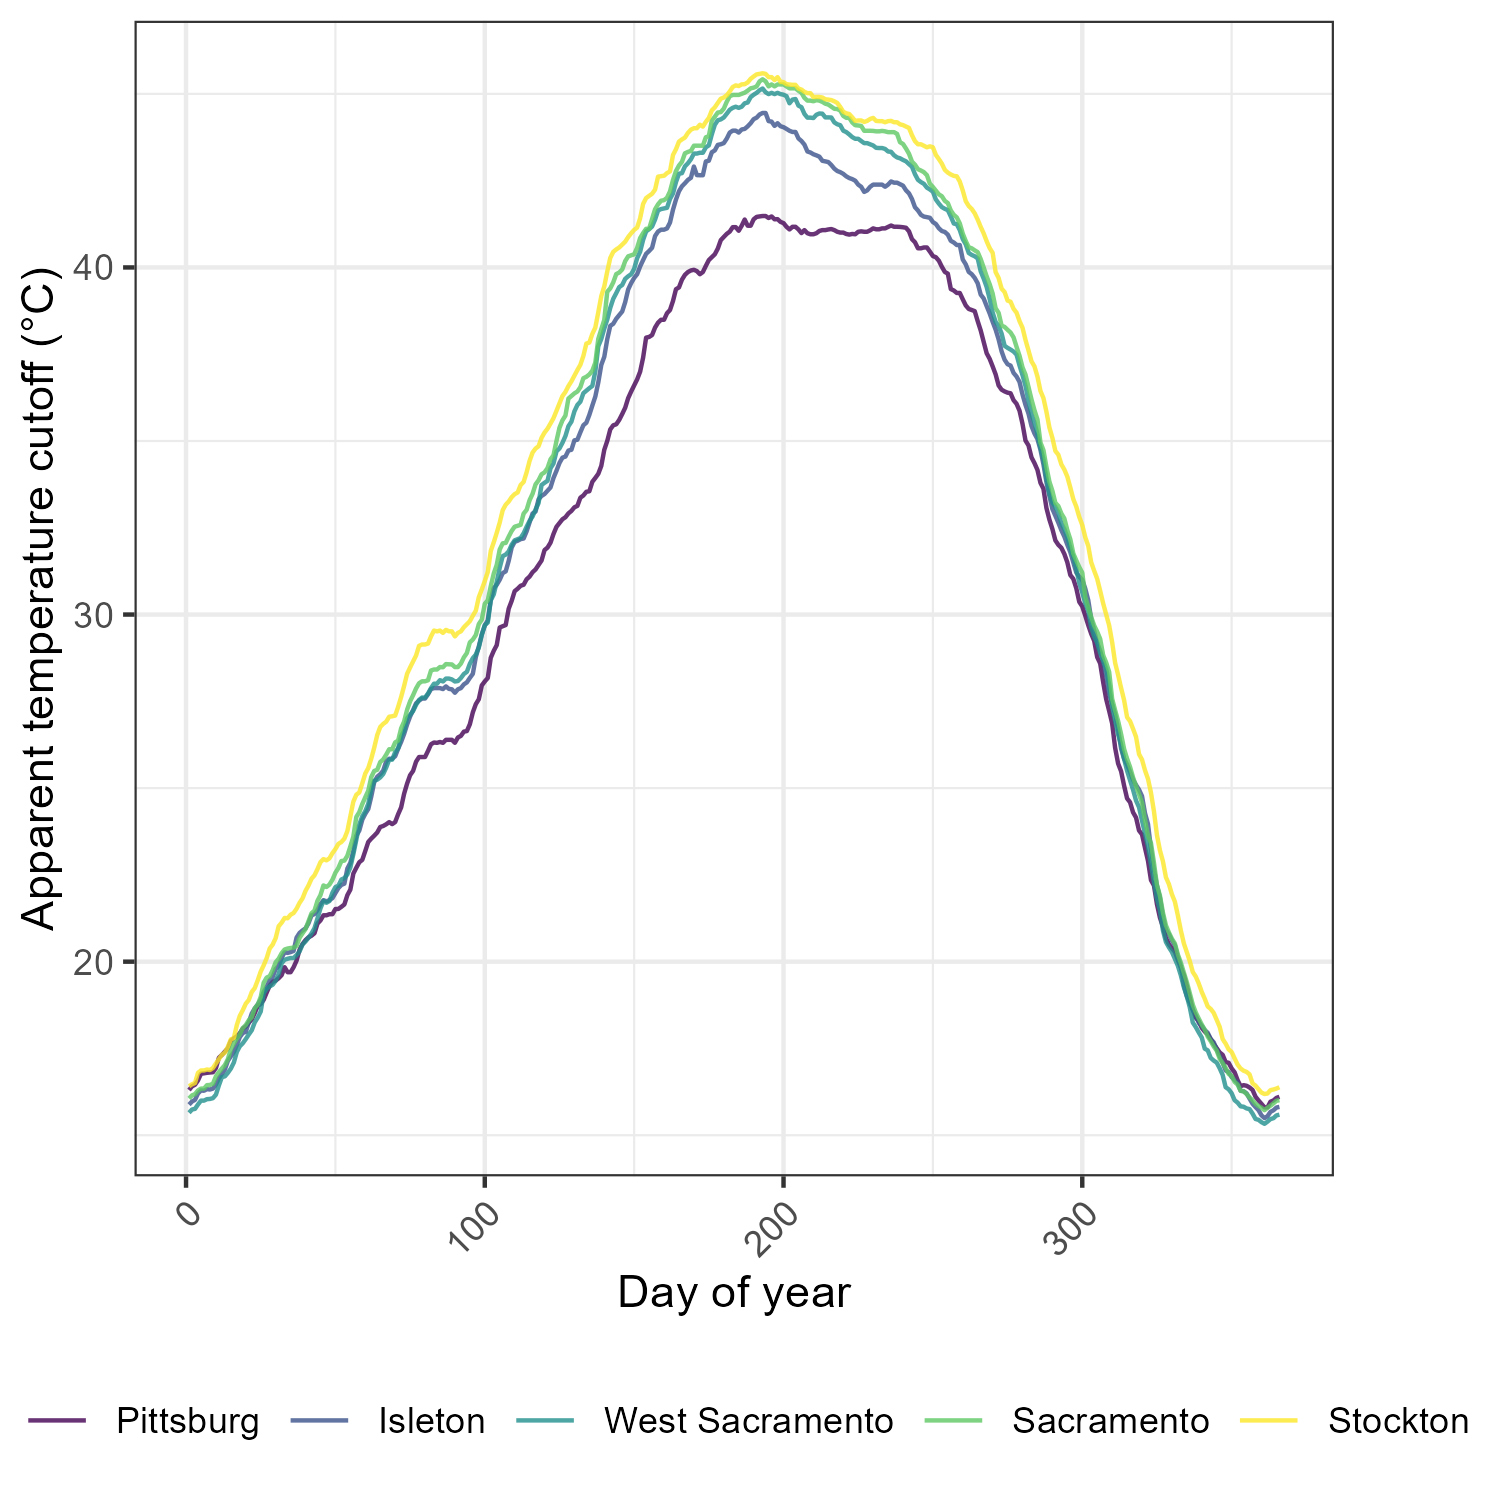 Apparent temperature cutoff (°C)
40
30
20
0
100
200
300
Day of year
Pittsburg
Isleton
West Sacramento
Sacramento
Stockton